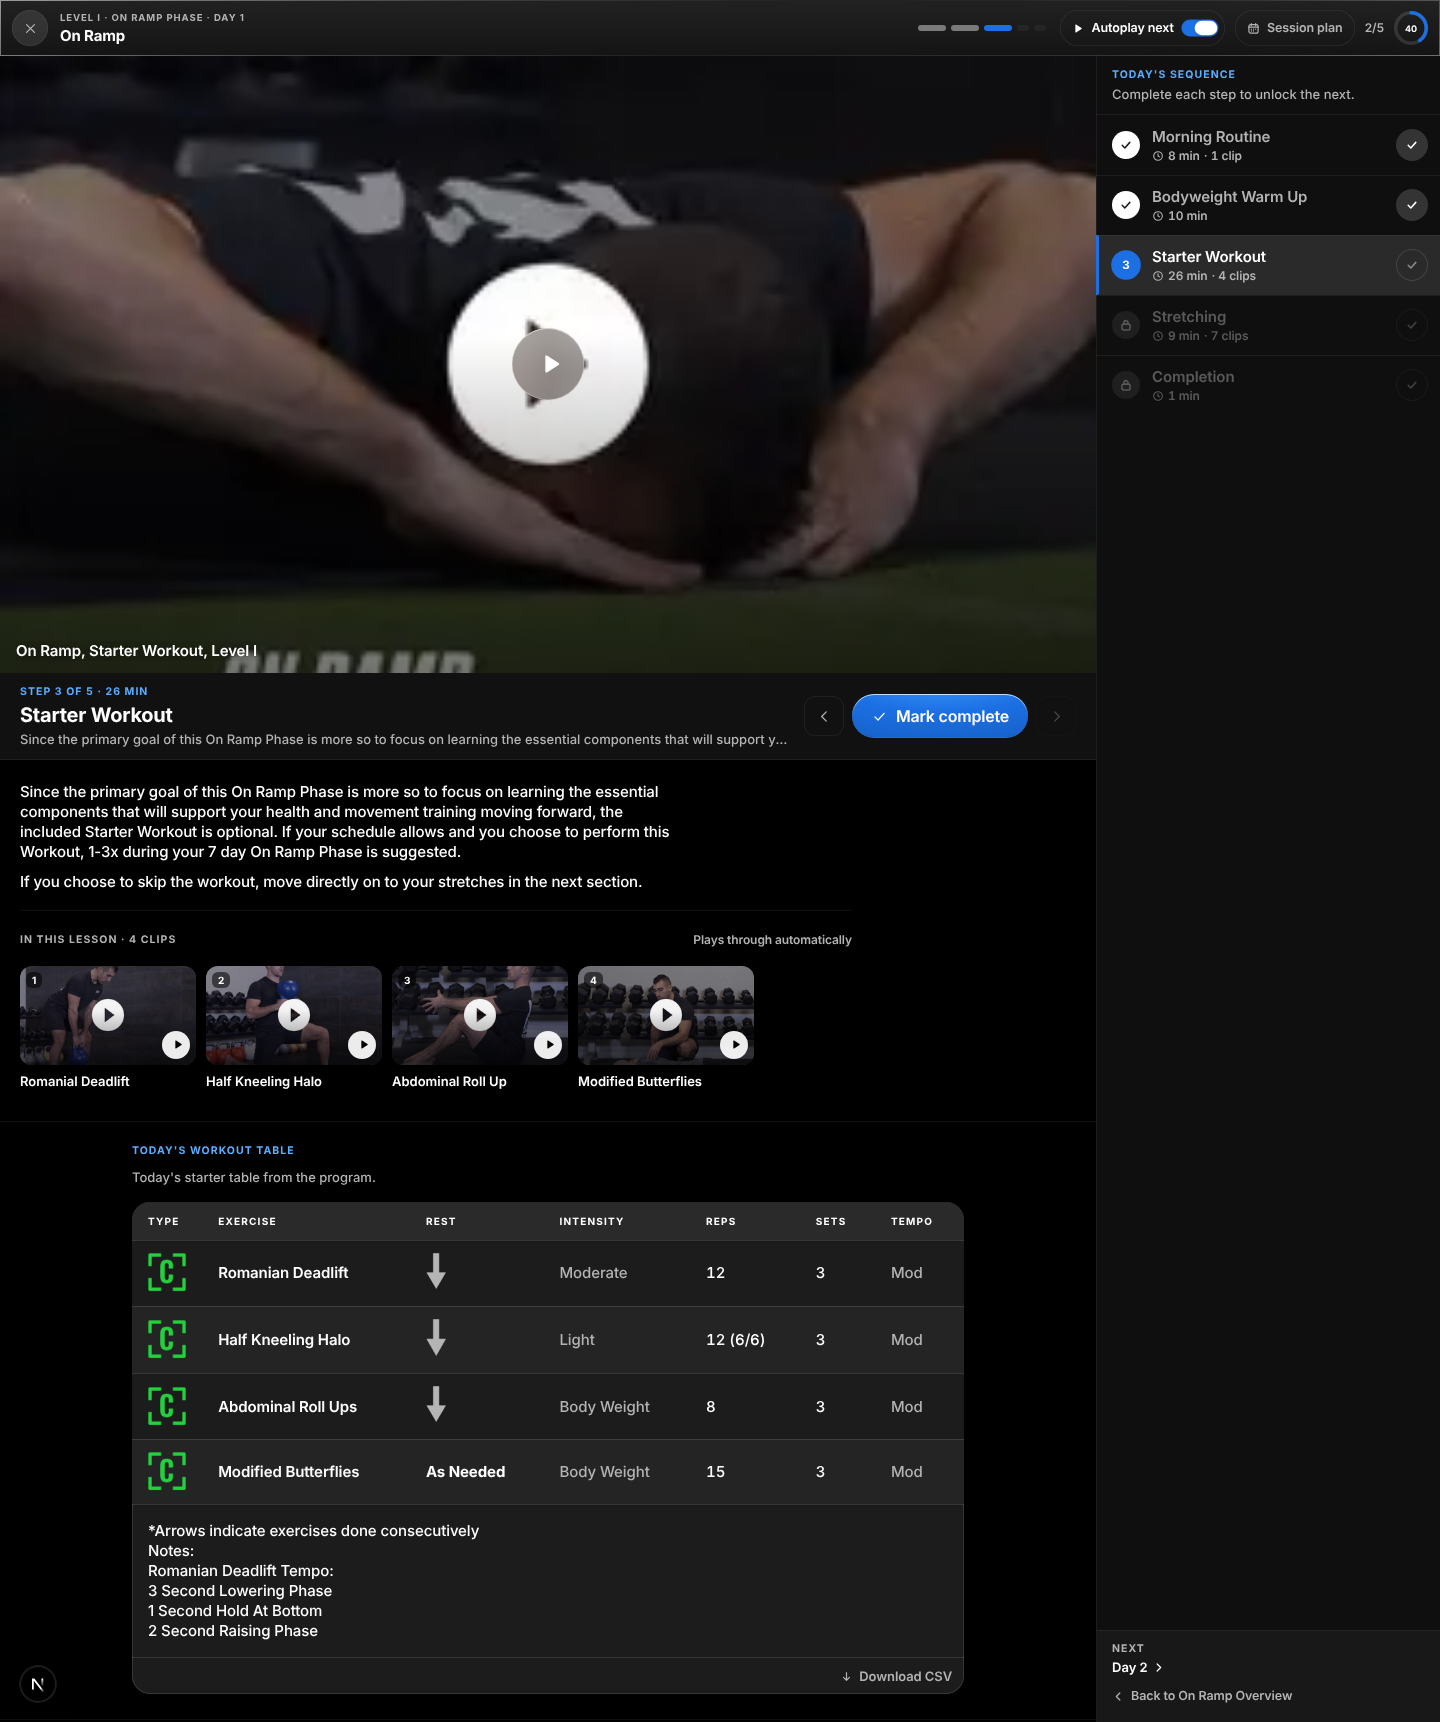 LEVEL I · ON RAMP PHASE · DAY 1
On Ramp
Autoplay next
Session plan
2/5
40
On Ramp, Starter Workout, Level I
ON RAMP
STEP 3 OF 5 · 26 MIN
Starter Workout
Since the primary goal of this On Ramp Phase is more so to focus on learning the essential components that will support y...
Mark complete
Since the primary goal of this On Ramp Phase is more so to focus on learning the essential
components that will support your health and movement training moving forward, the
included Starter Workout is optional. If your schedule allows and you choose to perform this
Workout, 1-3x during your 7 day On Ramp Phase is suggested.
If you choose to skip the workout, move directly on to your stretches in the next section.
IN THIS LESSON · 4 CLIPS
Plays through automatically
1
2
3
4
Romanial Deadlift
Half Kneeling Halo
Abdominal Roll Up
Modified Butterflies
TODAY'S WORKOUT TABLE
Today's starter table from the program.
TYPE EXERCISE REST INTENSITY REPS SETS TEMPO
C Romanian Deadlift Moderate 12 3 Mod
C Half Kneeling Halo Light 12 (6/6) 3 Mod
C Abdominal Roll Ups Body Weight 8 3 Mod
C Modified Butterflies As Needed Body Weight 15 3 Mod
*Arrows indicate exercises done consecutively
Notes:
Romanian Deadlift Tempo:
3 Second Lowering Phase
1 Second Hold At Bottom
2 Second Raising Phase
Download CSV
N
TODAY'S SEQUENCE
Complete each step to unlock the next.
Morning Routine
8 min · 1 clip
Bodyweight Warm Up
10 min
3
Starter Workout
26 min · 4 clips
Stretching
9 min · 7 clips
Completion
1 min
NEXT
Day 2
Back to On Ramp Overview